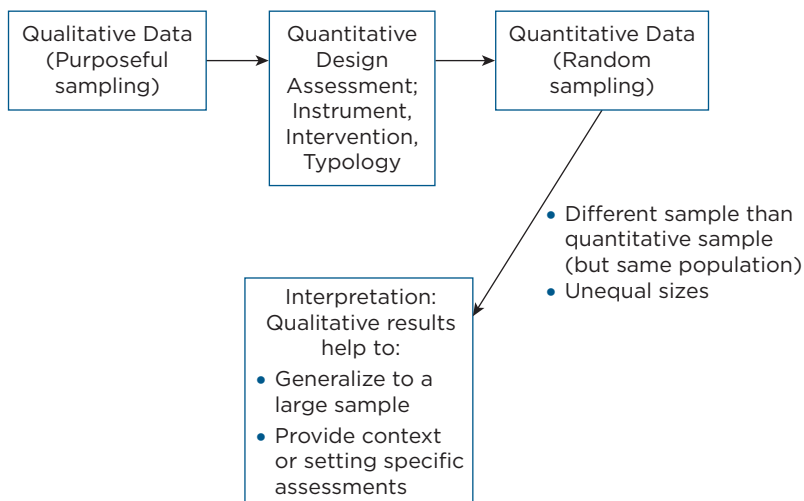 Qualitative Data
(Purposeful
sampling)
Quantitative
Design
Assessment;
Instrument,
Intervention,
Typology
Quantitative Data
(Random
sampling)
• Different sample than
quantitative sample
(but same population)
• Unequal sizes
Interpretation:
Qualitative results
help to:
• Generalize to a
large sample
• Provide context
or setting specific
assessments